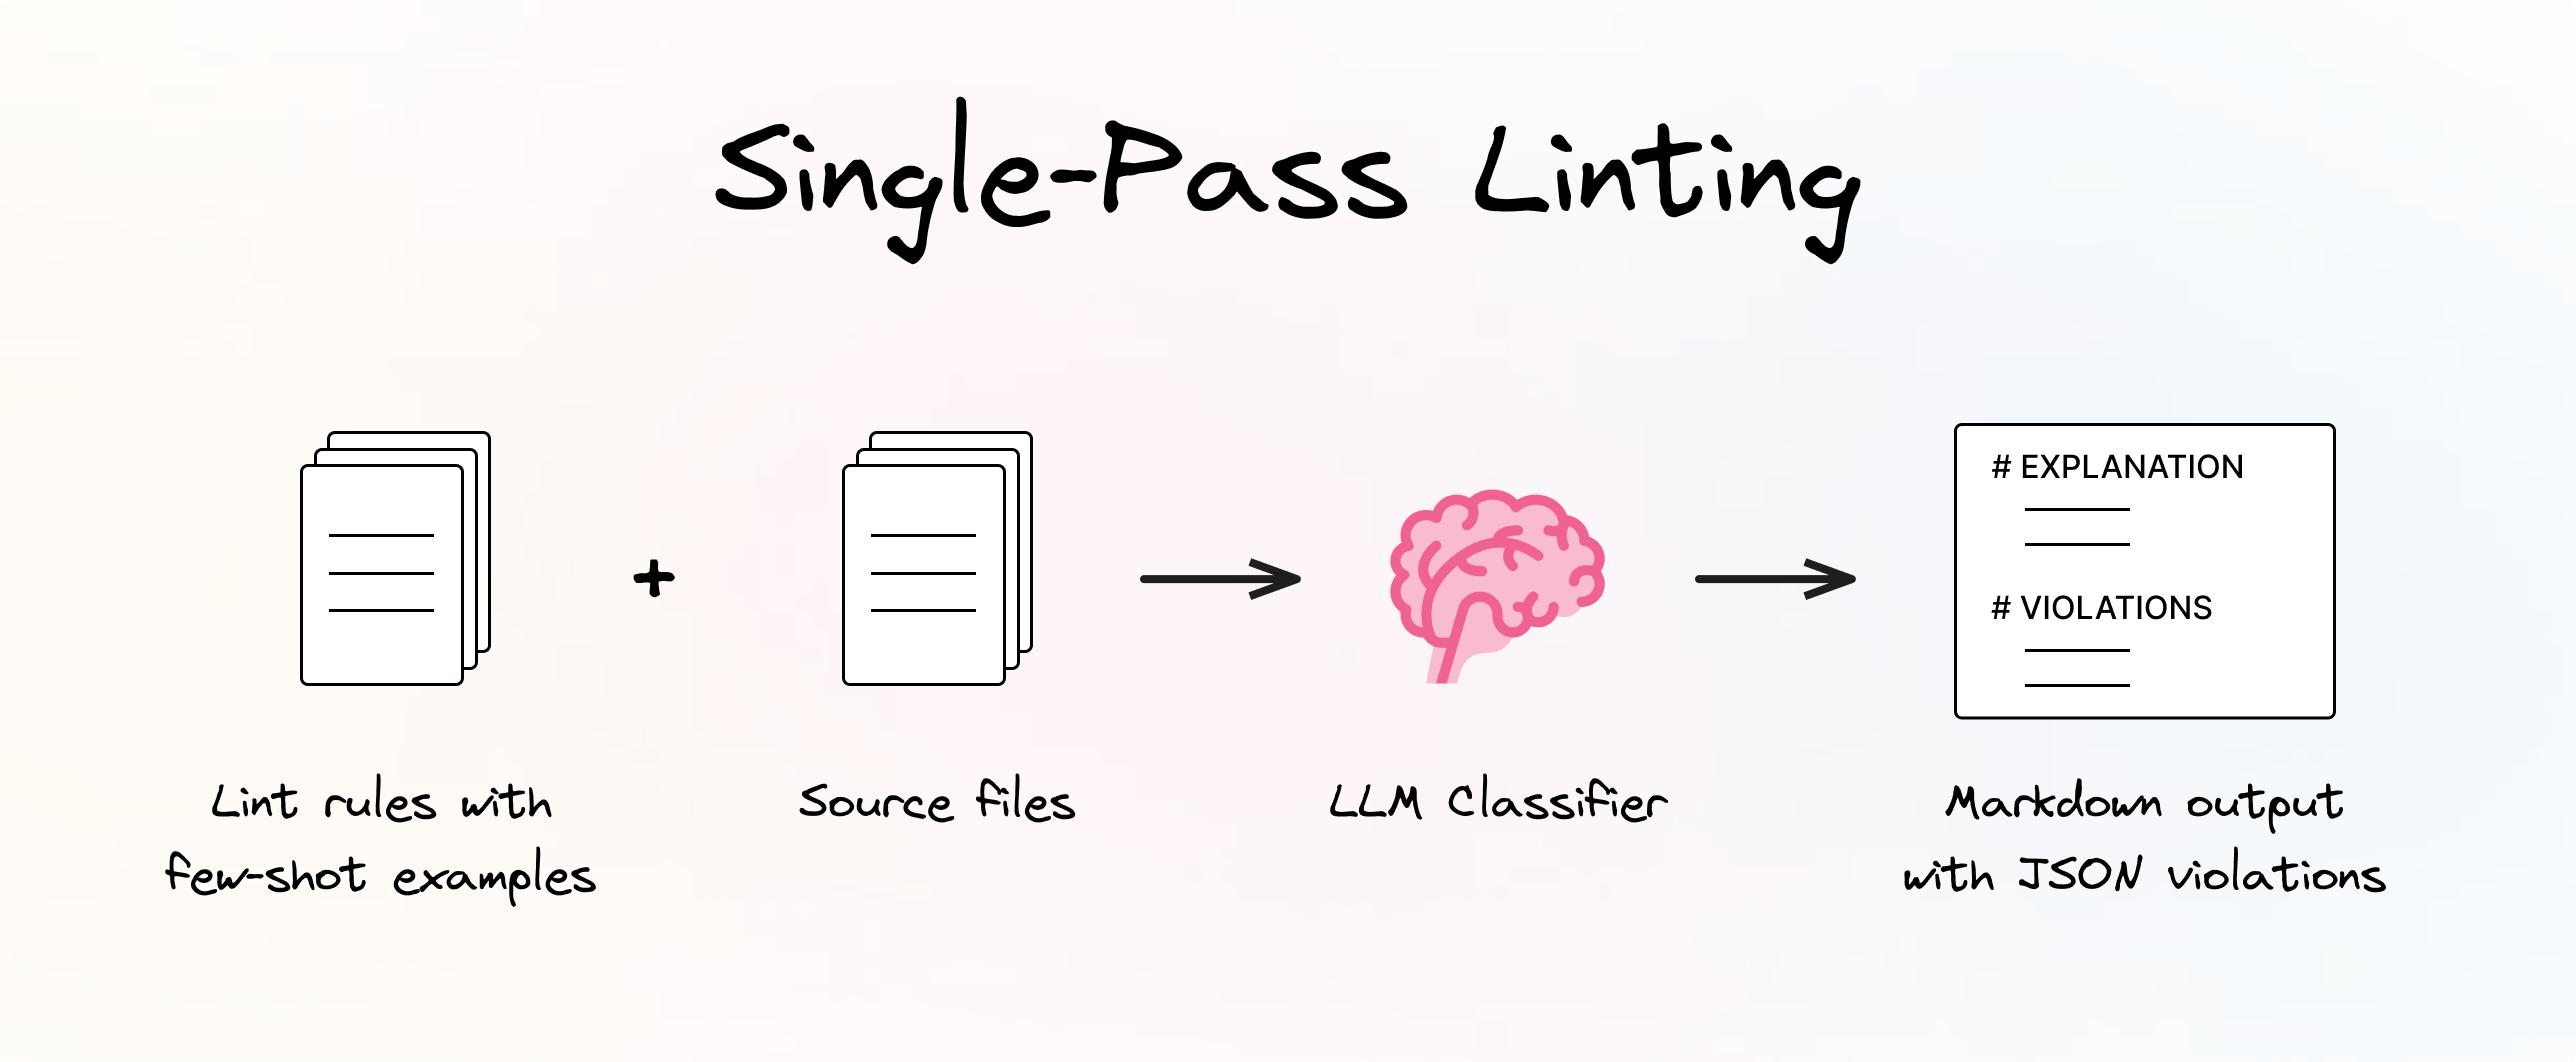 Single-Pass Linting
+
# EXPLANATION
# VIOLATIONS
Lint rules with
few-shot examples
Source files
LLM Classifier
Markdown output
with JSON violations